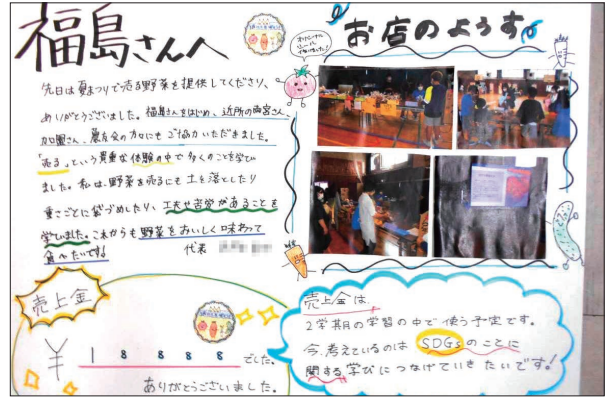 福島さんへ
先日は夏まつりで売る野菜を提供してくださり、
ありがとうございました。福島さんをはじめ、近所の雨宮さん、
加園さん、農友会の方々にもご協力いただきました。
「売る」という貴重な体験の中で多くのことを学び
ました。私は、野菜を売るにも土を落としたり
重さごとに袋づめしたり、工夫や苦労があることを
学いました。これからも野菜をおいしく味わって
食べたいです
代表
お店のようす
売上金
¥18888でした。
ありがとうございました。
売上金は、
2学期の学習の中で使う予定です。
今、考えているのはSDGsのことに
関する学びにつなげていきたいです!